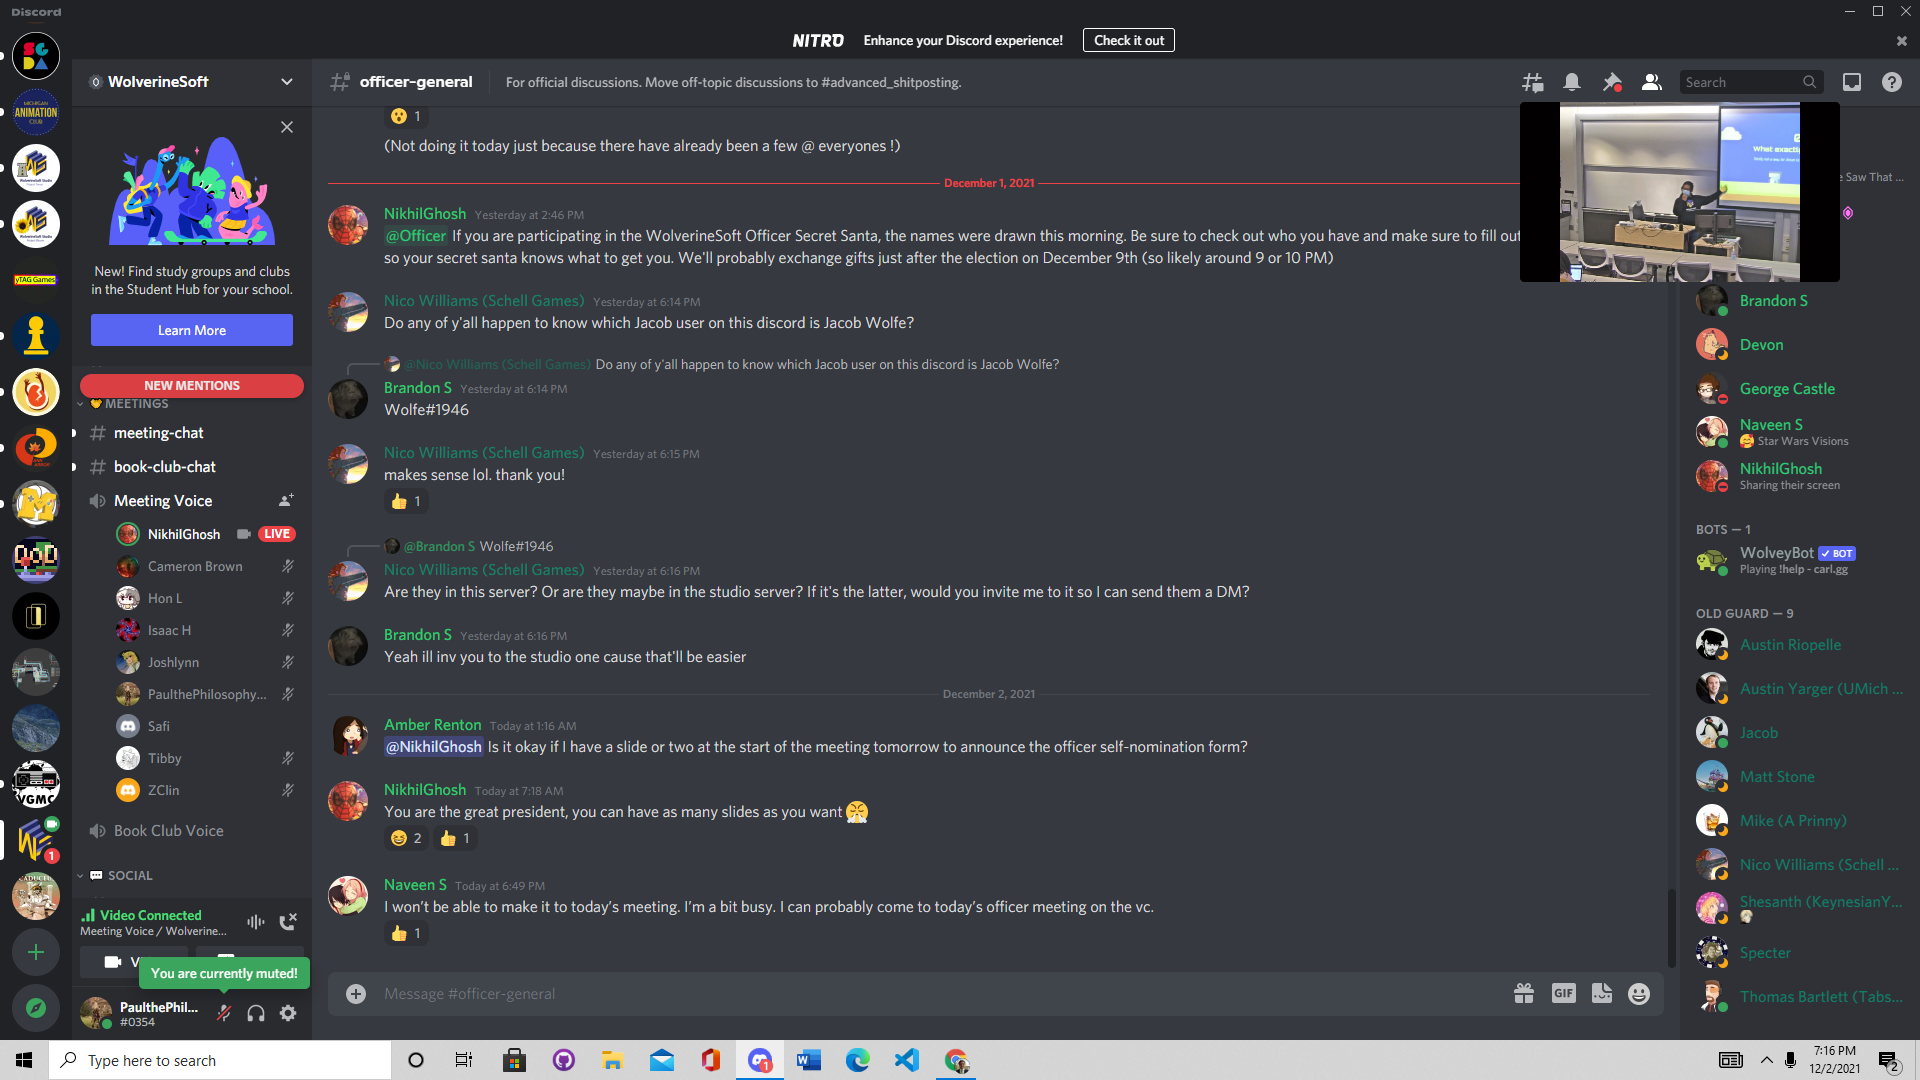 Discord
NITRO Enhance your Discord experience! Check it out
WolverineSoft
officer-general For official discussions. Move off-topic discussions to #advanced_shitposting.
Search
SG
DA
MICHIGAN
ANIMATION
CLUB
WolverineSoft Studio
WolverineSoft Studio
yTAG Games
VGMC
1
New! Find study groups and clubs
in the Student Hub for your school.
Learn More
NEW MENTIONS
MEETINGS
meeting-chat
book-club-chat
Meeting Voice
NikhilGhosh LIVE
Cameron Brown
Hon L
Isaac H
Joshlynn
PaulthePhilosophy...
Safi
Tibby
ZClin
Book Club Voice
SOCIAL
Video Connected
Meeting Voice / Wolverine...
V
You are currently muted!
PaulthePhil...
#0354
1
(Not doing it today just because there have already been a few @ everyones !)
December 1, 2021
NikhilGhosh Yesterday at 2:46 PM
@Officer If you are participating in the WolverineSoft Officer Secret Santa, the names were drawn this morning. Be sure to check out who you have and make sure to fill out
so your secret santa knows what to get you. We'll probably exchange gifts just after the election on December 9th (so likely around 9 or 10 PM)
Nico Williams (Schell Games) Yesterday at 6:14 PM
Do any of y'all happen to know which Jacob user on this discord is Jacob Wolfe?
@Nico Williams (Schell Games) Do any of y'all happen to know which Jacob user on this discord is Jacob Wolfe?
Brandon S Yesterday at 6:14 PM
Wolfe#1946
Nico Williams (Schell Games) Yesterday at 6:15 PM
makes sense lol. thank you!
1
@Brandon S Wolfe#1946
Nico Williams (Schell Games) Yesterday at 6:16 PM
Are they in this server? Or are they maybe in the studio server? If it's the latter, would you invite me to it so I can send them a DM?
Brandon S Yesterday at 6:16 PM
Yeah ill inv you to the studio one cause that'll be easier
December 2, 2021
Amber Renton Today at 1:16 AM
@NikhilGhosh Is it okay if I have a slide or two at the start of the meeting tomorrow to announce the officer self-nomination form?
NikhilGhosh Today at 7:18 AM
You are the great president, you can have as many slides as you want
2 1
Naveen S Today at 6:49 PM
I won't be able to make it to today's meeting. I'm a bit busy. I can probably come to today's officer meeting on the vc.
1
Message #officer-general
GIF
What exacti
e Saw That ...
Brandon S
Devon
George Castle
Naveen S
Star Wars Visions
NikhilGhosh
Sharing their screen
BOTS — 1
WolveyBot BOT
Playing !help - carl.gg
OLD GUARD — 9
Austin Riopelle
Austin Yarger (UMich ...
Jacob
Matt Stone
Mike (A Prinny)
Nico Williams (Schell ...
Shesanth (KeynesianY...
Specter
Thomas Bartlett (Tabs...
Type here to search
1
7:16 PM
12/2/2021
2